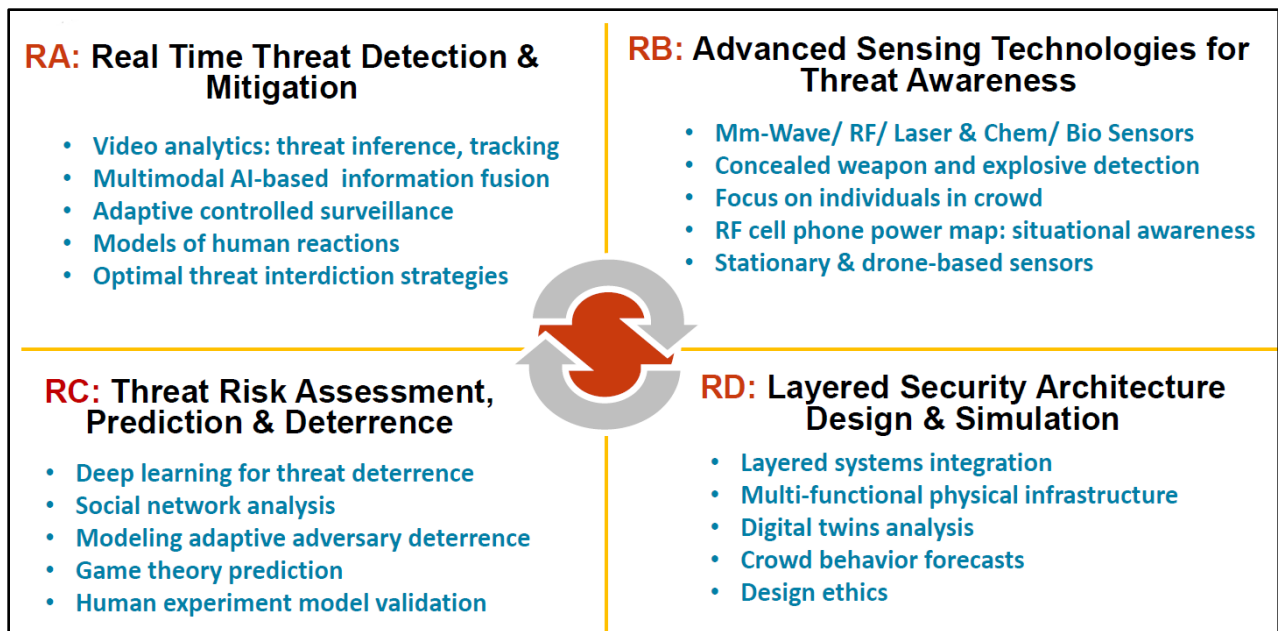 RA: Real Time Threat Detection &
Mitigation
• Video analytics: threat inference, tracking
• Multimodal AI-based information fusion
• Adaptive controlled surveillance
• Models of human reactions
• Optimal threat interdiction strategies
RB: Advanced Sensing Technologies for
Threat Awareness
• Mm-Wave/ RF/ Laser & Chem/ Bio Sensors
• Concealed weapon and explosive detection
• Focus on individuals in crowd
• RF cell phone power map: situational awareness
• Stationary & drone-based sensors
RC: Threat Risk Assessment,
Prediction & Deterrence
• Deep learning for threat deterrence
• Social network analysis
• Modeling adaptive adversary deterrence
• Game theory prediction
• Human experiment model validation
RD: Layered Security Architecture
Design & Simulation
• Layered systems integration
• Multi-functional physical infrastructure
• Digital twins analysis
• Crowd behavior forecasts
• Design ethics